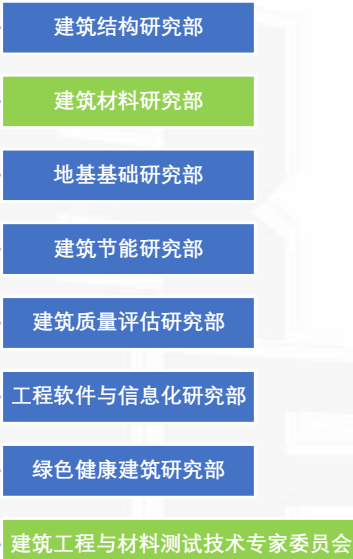 建筑结构研究部
建筑材料研究部
地基基础研究部
建筑节能研究部
建筑质量评估研究部
工程软件与信息化研究部
绿色健康建筑研究部
建筑工程与材料测试技术专家委员会